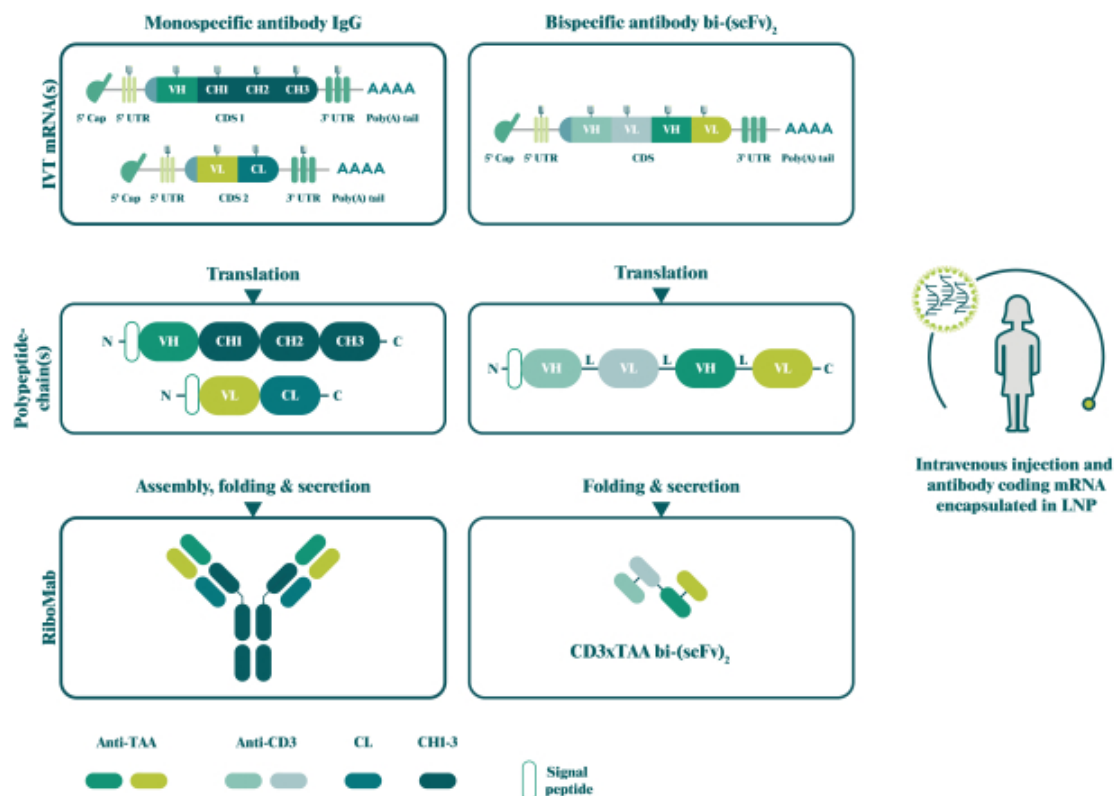 Monospecific antibody IgG
Bispecific antibody bi-(scFv)2
IVT mRNA(s)
VH CH1 CH2 CH3
AAAA
5' Cap 5' UTR CDS 1 3' UTR Poly(A) tail
VL CL
AAAA
5' Cap 5' UTR CDS 2 3' UTR Poly(A) tail
VH VL VH VL
AAAA
5' Cap 5' UTR CDS 3' UTR Poly(A) tail
Translation
Translation
Polypeptide-
chain(s)
N VH CH1 CH2 CH3 C
N VL CL C
N VH L VL L VH L VL C
Intravenous injection and
antibody coding mRNA
encapsulated in LNP
Assembly, folding & secretion
Folding & secretion
RiboMab
CD3xTAA bi-(scFv)2
Anti-TAA
Anti-CD3
CL
CH1-3
Signal
peptide